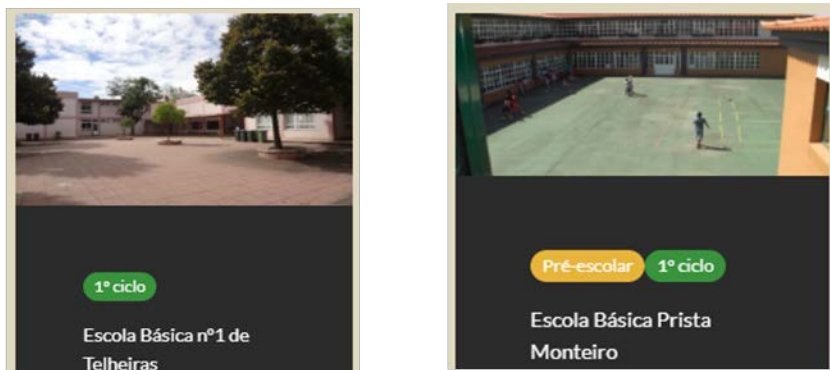 1º ciclo
Escola Básica nº1 de
Telheiras
Pré-escolar 1º ciclo
Escola Básica Prista
Monteiro